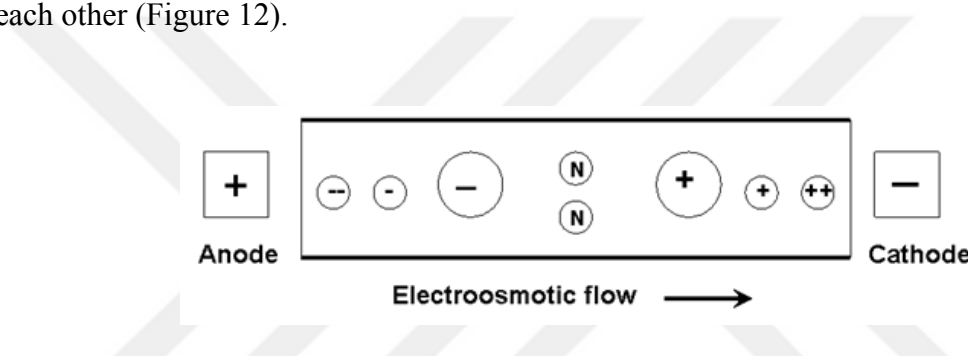 each other (Figure 12).
+ -- - – N + + ++ –
N
Anode Cathode
Electroosmotic flow →